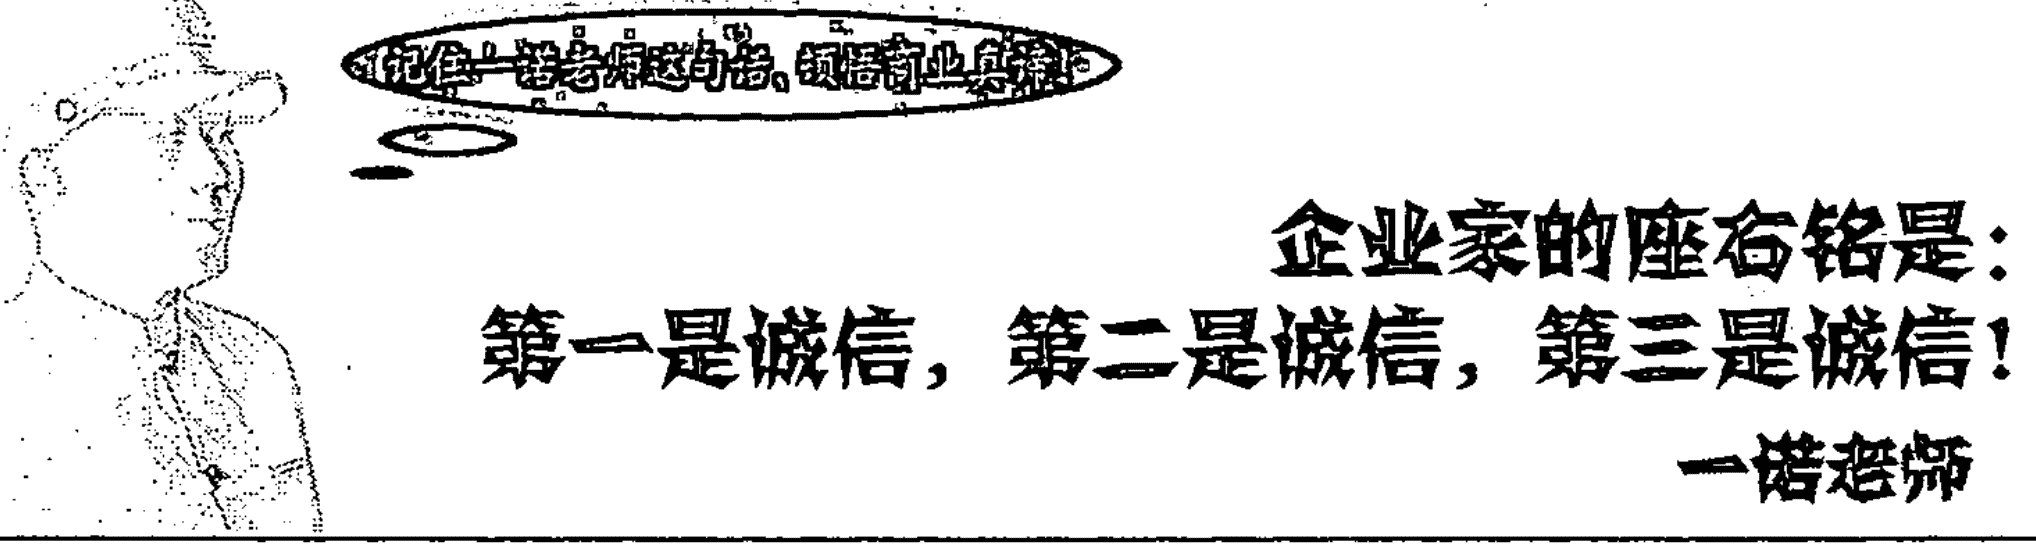 记住一诺老师这句话、领悟商业真谛！
企业家的座右铭是：
第一是诚信，第二是诚信，第三是诚信！
一诺老师